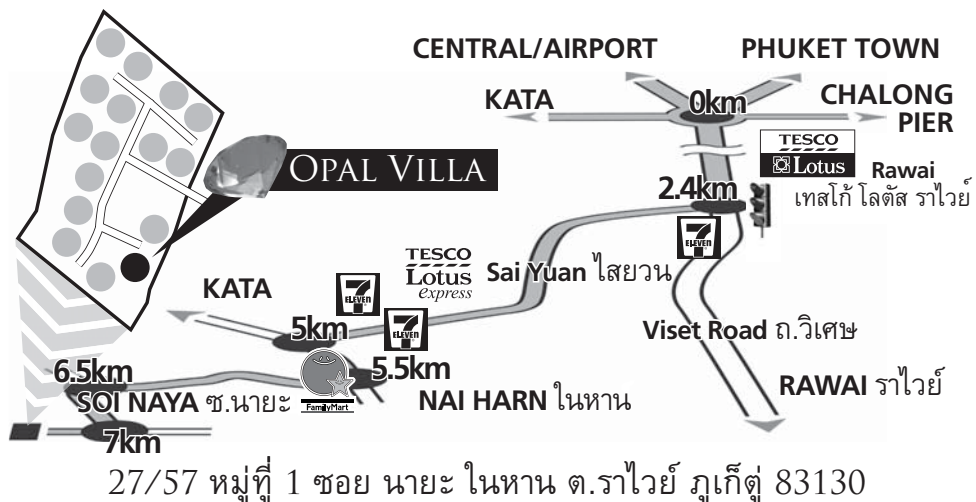 CENTRAL/AIRPORT
PHUKET TOWN
KATA
0km
CHALONG
PIER
TESCO
Lotus
Rawai
เทสโก้ โลตัส ราไวย์
2.4km
OPAL VILLA
7
ELEVEN
TESCO
Lotus
express
Sai Yuan ไสยวน
KATA
7
ELEVEN
7
ELEVEN
5km
Viset Road ถ.วิเศษ
6.5km
5.5km
RAWAI ราไวย์
SOI NAYA ซ.นายะ
FamilyMart
NAI HARN ในหาน
7km
27/57 หมู่ที่ 1 ซอย นายะ ในหาน ต.ราไวย์ ภูเก็ตู่ 83130